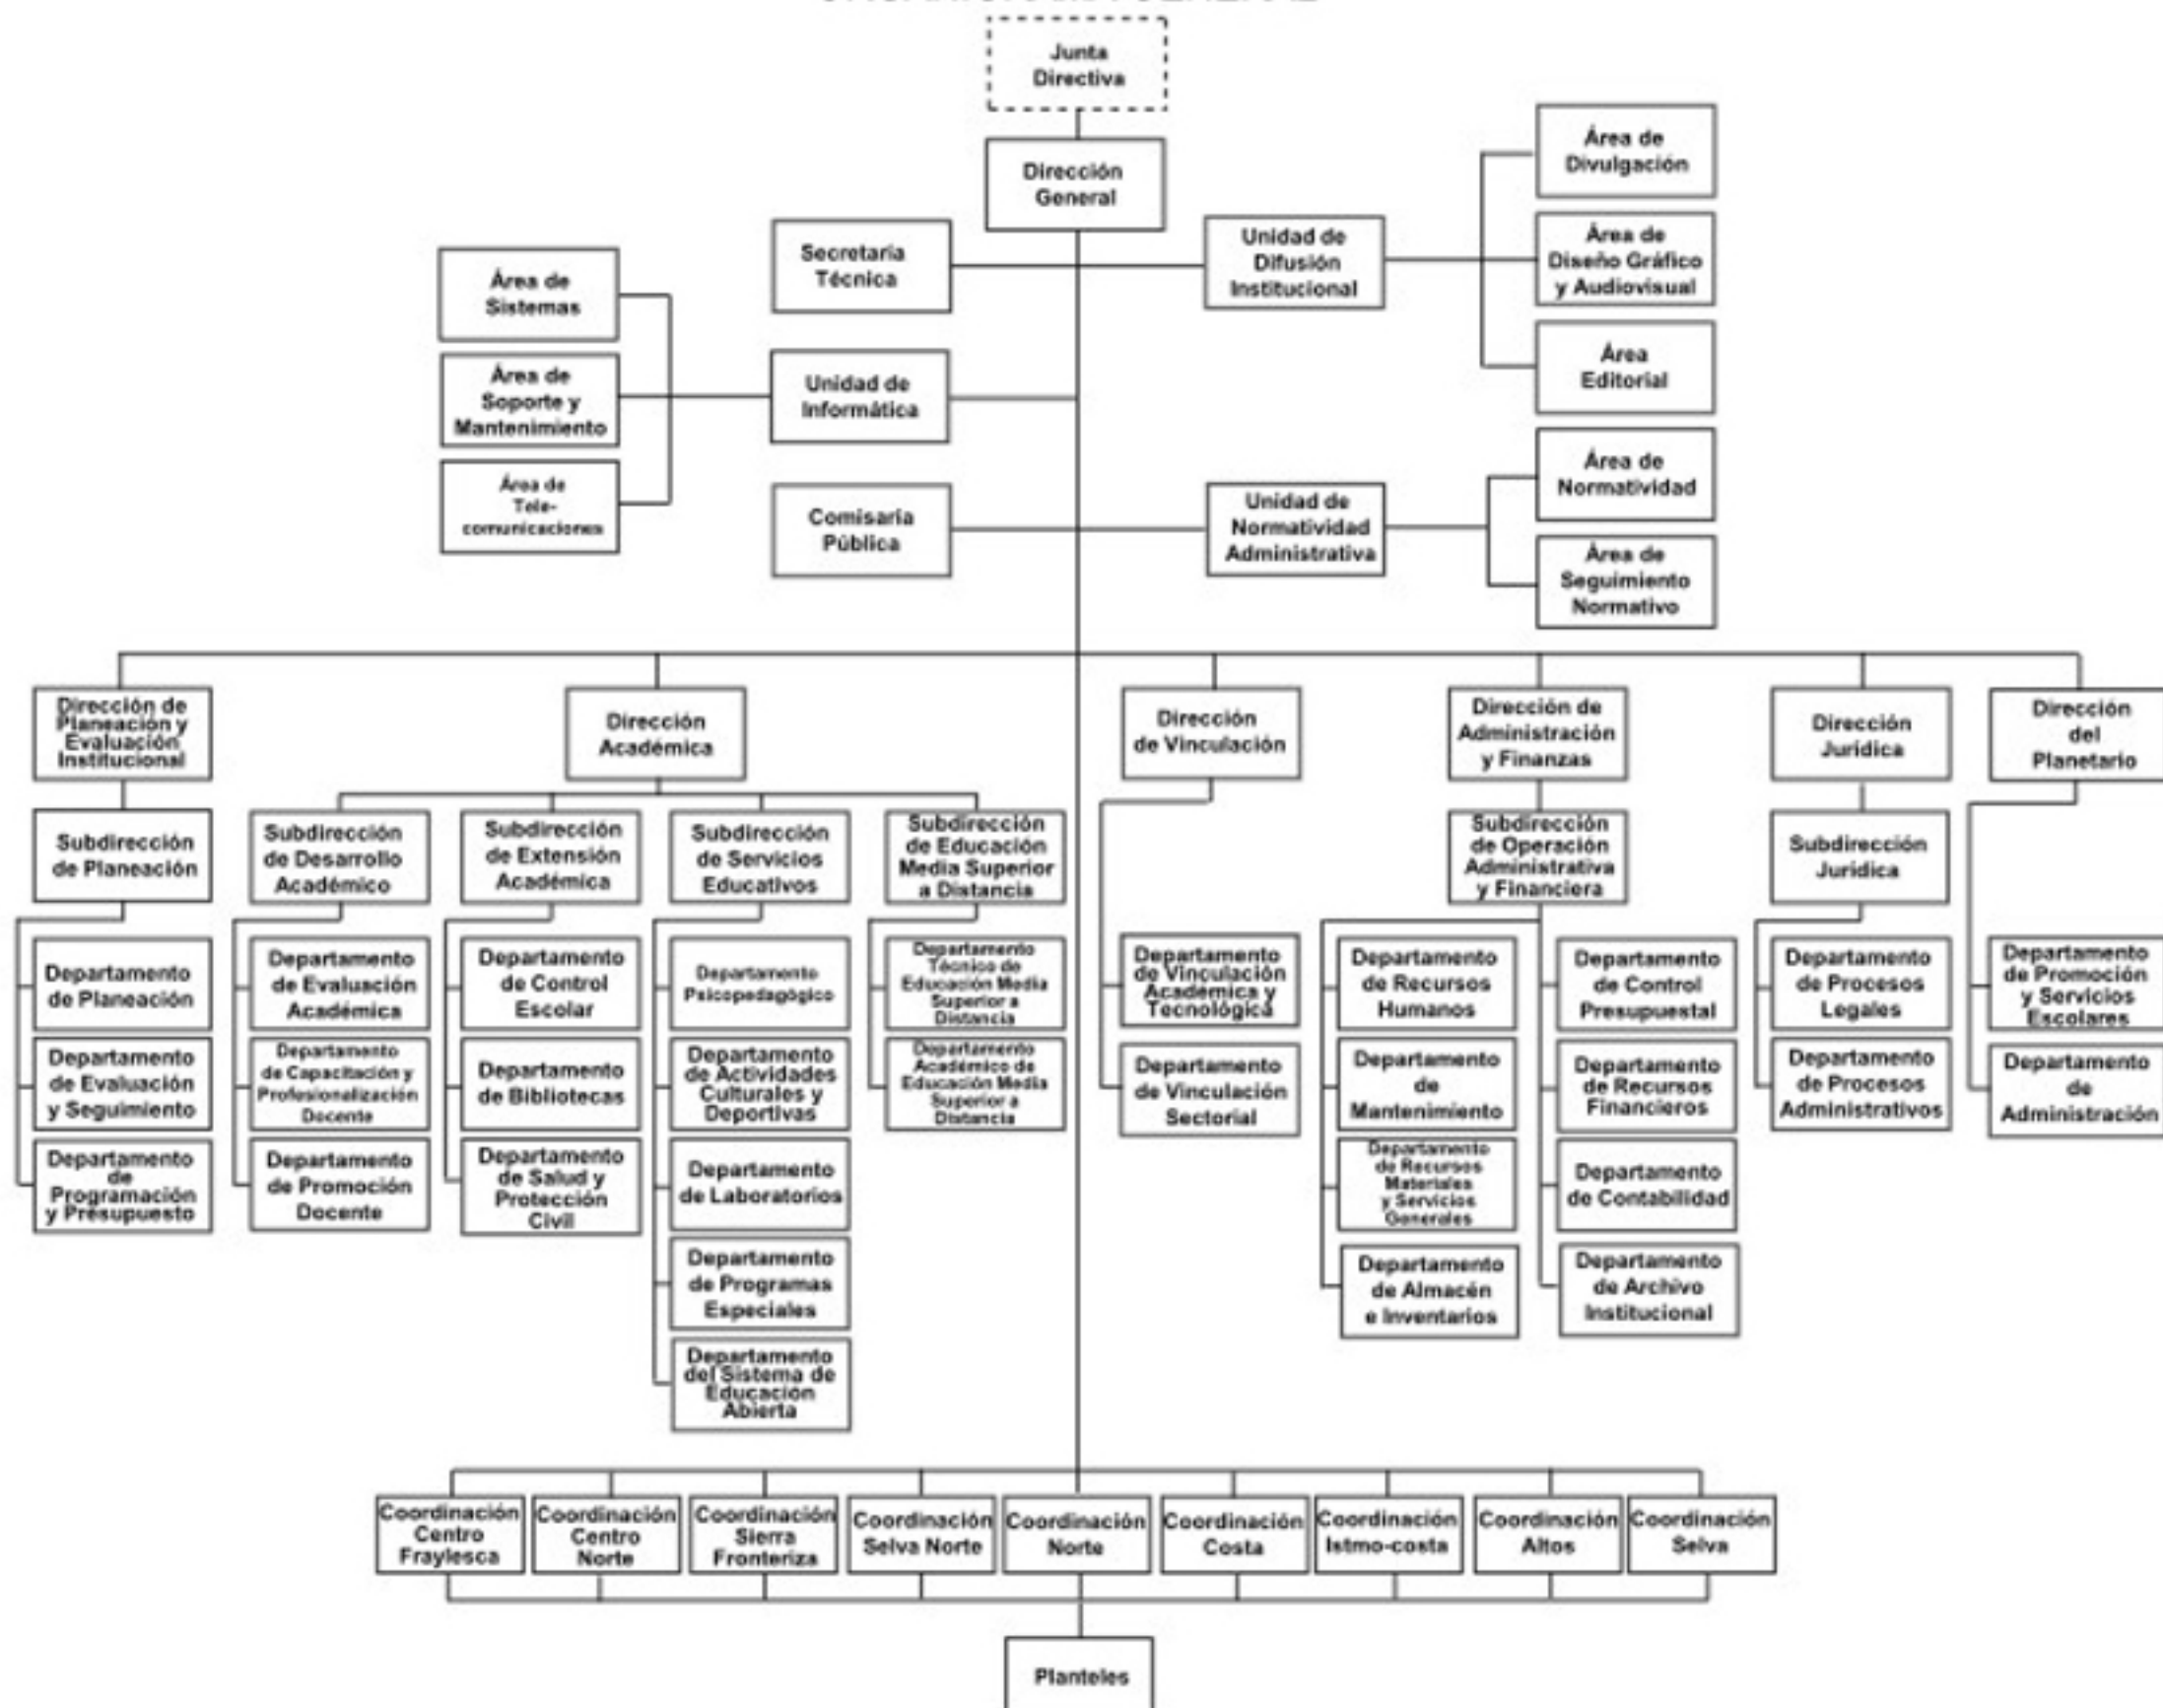 Junta
Directiva
Dirección
General
Área de
Divulgación
Secretaría
Técnica
Unidad de
Difusión
Institucional
Área de
Diseño Gráfico
y Audiovisual
Área de
Sistemas
Área
Editorial
Área de
Soporte y
Mantenimiento
Unidad de
Informática
Área de
Normatividad
Área de
Tele-
comunicaciones
Comisaría
Pública
Unidad de
Normatividad
Administrativa
Área de
Seguimiento
Normativo
Dirección de
Planeación y
Evaluación
Institucional
Dirección
Académica
Dirección
de Vinculación
Dirección de
Administración
y Finanzas
Dirección
Jurídica
Dirección
del
Planetario
Subdirección
de Planeación
Subdirección
de Desarrollo
Académico
Subdirección
de Extensión
Académica
Subdirección
de Servicios
Educativos
Subdirección
de Educación
Media Superior
a Distancia
Subdirección
de Operación
Administrativa
y Financiera
Subdirección
Jurídica
Departamento
de Planeación
Departamento
de Evaluación
Académica
Departamento
de Control
Escolar
Departamento
Psicopedagógico
Departamento
Técnico de
Educación Media
Superior a
Distancia
Departamento
de Vinculación
Académica y
Tecnológica
Departamento
de Recursos
Humanos
Departamento
de Control
Presupuestal
Departamento
de Procesos
Legales
Departamento
de Promoción
y Servicios
Escolares
Departamento
de Evaluación
y Seguimiento
Departamento
de Capacitación y
Profesionalización
Docente
Departamento
de Bibliotecas
Departamento
de Actividades
Culturales y
Deportivas
Departamento
Académico de
Educación Media
Superior a
Distancia
Departamento
de Vinculación
Sectorial
Departamento
de
Mantenimiento
Departamento
de Recursos
Financieros
Departamento
de Procesos
Administrativos
Departamento
de
Administración
Departamento
de
Programación
y Presupuesto
Departamento
de Promoción
Docente
Departamento
de Salud y
Protección
Civil
Departamento
de Laboratorios
Departamento
de Recursos
Materiales
y Servicios
Generales
Departamento
de Contabilidad
Departamento
de Programas
Especiales
Departamento
de Almacén
e Inventarios
Departamento
de Archivo
Institucional
Departamento
del Sistema de
Educación
Abierta
Coordinación
Centro
Fraylesca
Coordinación
Centro
Norte
Coordinación
Sierra
Fronteriza
Coordinación
Selva Norte
Coordinación
Norte
Coordinación
Costa
Coordinación
Istmo-costa
Coordinación
Altos
Coordinación
Selva
Planteles